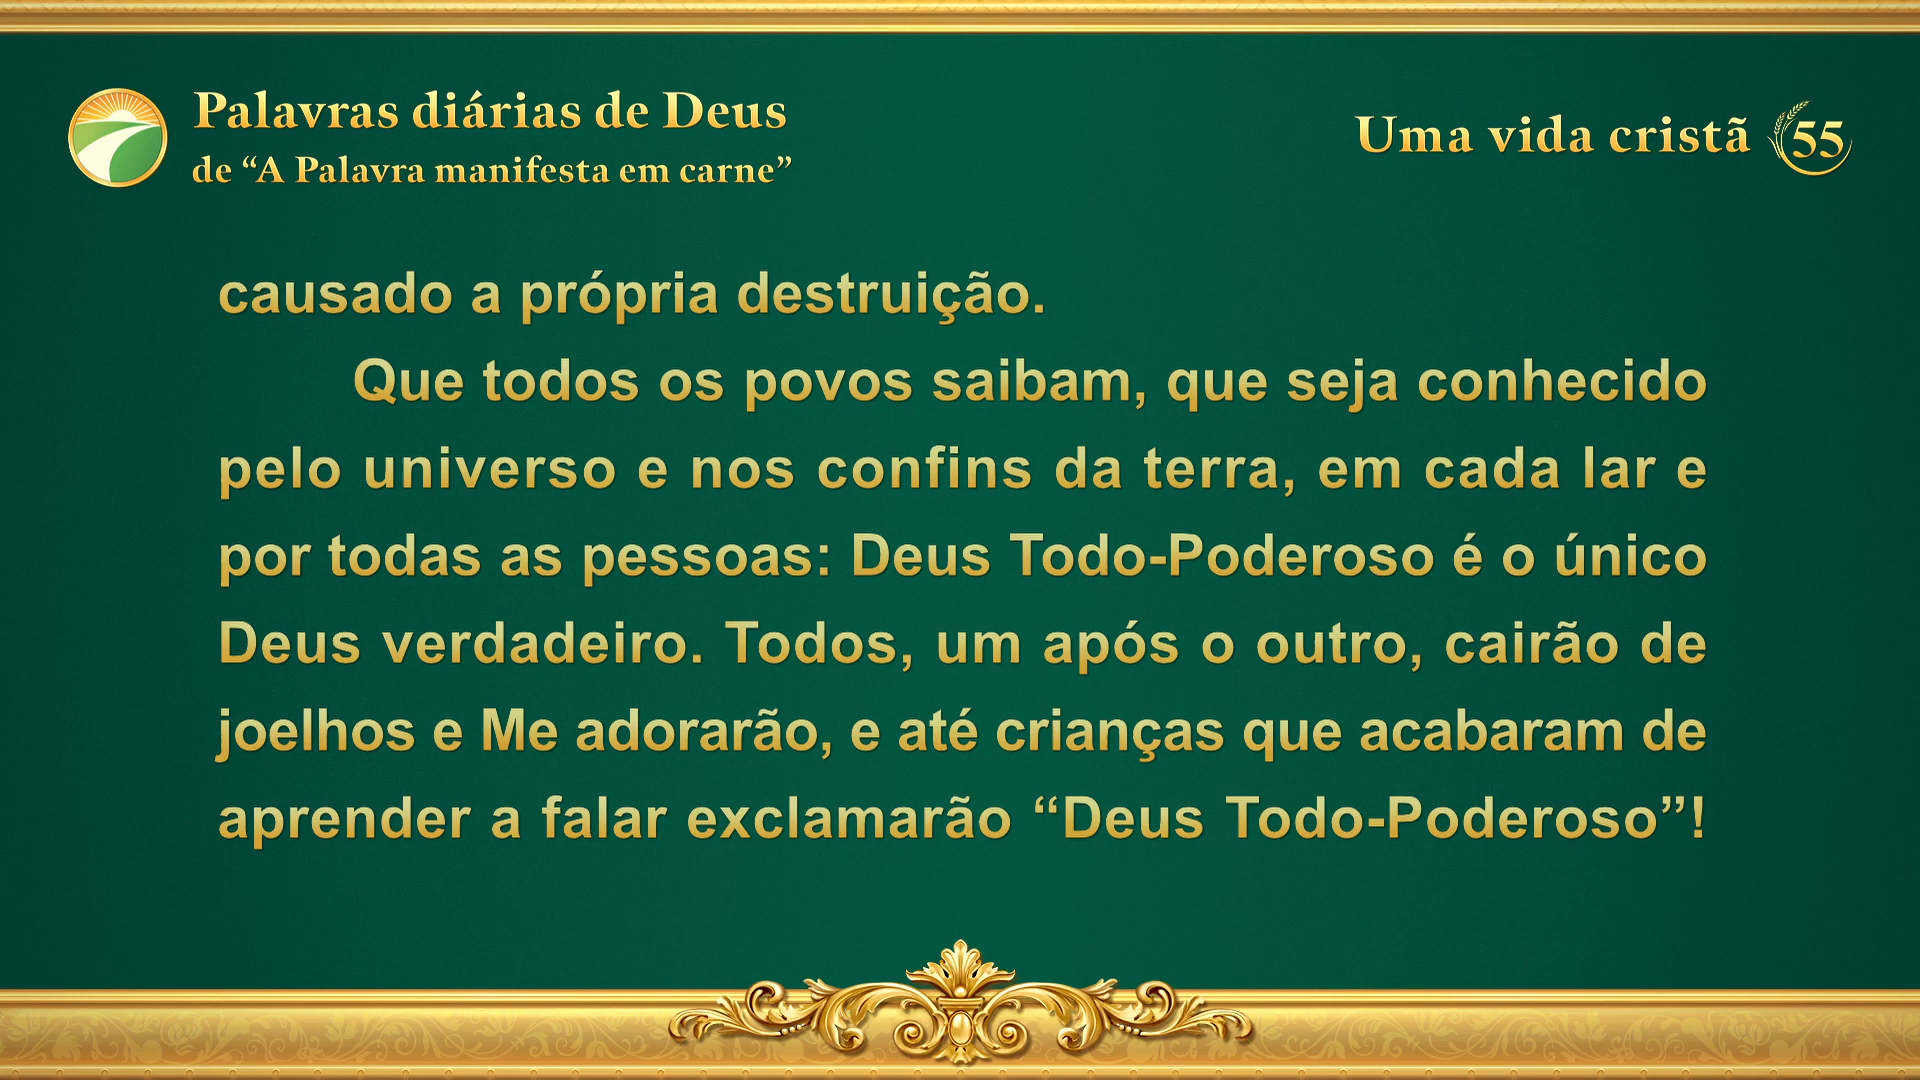 Palavras diárias de Deus
de “A Palavra manifesta em carne”
Uma vida cristã 55
causado a própria destruição.
Que todos os povos saibam, que seja conhecido
pelo universo e nos confins da terra, em cada lar e
por todas as pessoas: Deus Todo-Poderoso é o único
Deus verdadeiro. Todos, um após o outro, cairão de
joelhos e Me adorarão, e até crianças que acabaram de
aprender a falar exclamarão “Deus Todo-Poderoso”!